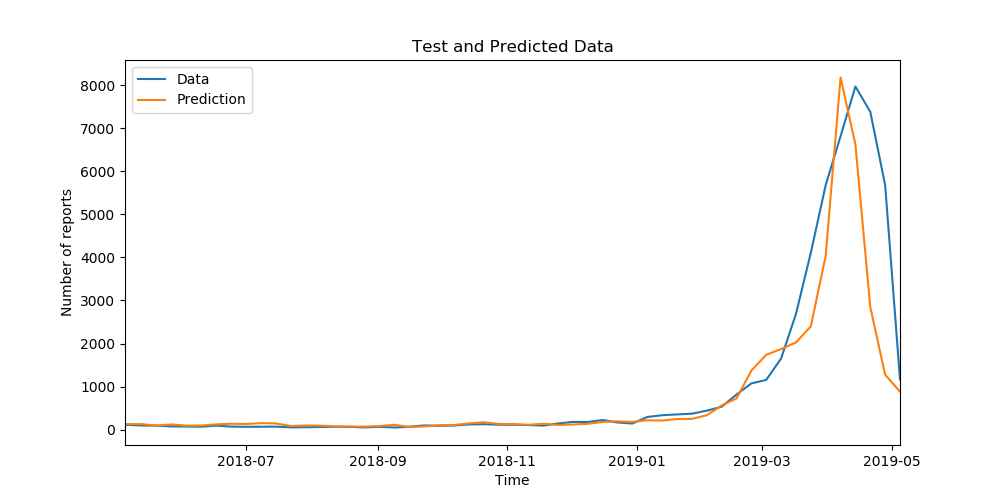 Test and Predicted Data
Data
Prediction
8000
7000
6000
5000
4000
3000
2000
1000
0
Number of reports
2018-07 2018-09 2018-11 2019-01 2019-03 2019-05
Time